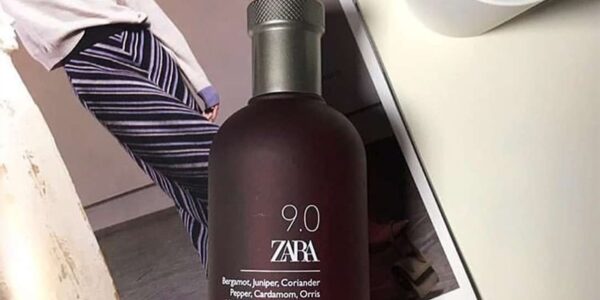 9.0
ZARA
Bergamot, Juniper, Coriander
Pepper, Cardamom, Orris